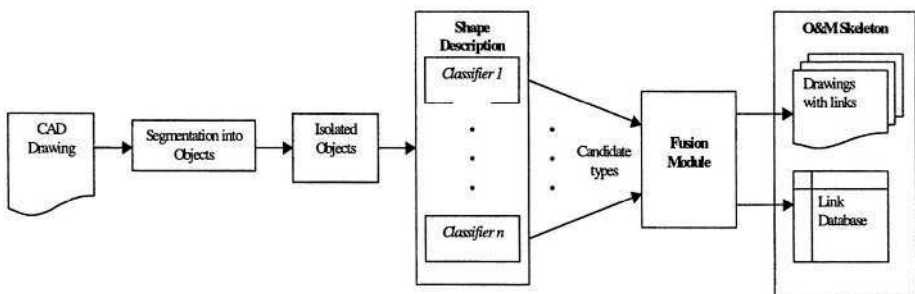 CAD
Drawing
Segmentation into
Objects
Isolated
Objects
Shape
Description
Classifier 1
Classifier n
Candidate
types
Fusion
Module
O&M Skeleton
Drawings
with links
Link
Database